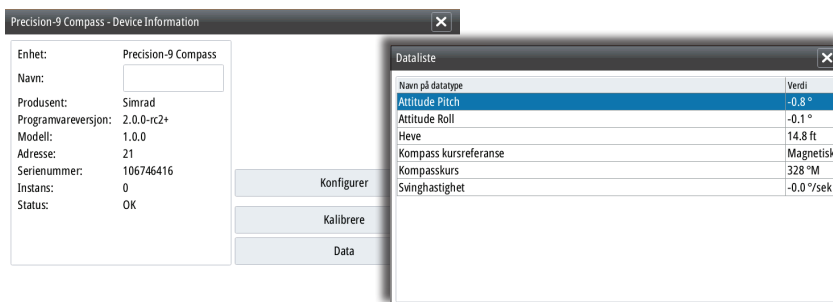 Precision-9 Compass - Device Information
Enhet: Precision-9 Compass
Navn:
Produsent: Simrad
Programvareversjon: 2.0.0-rc2+
Modell: 1.0.0
Adresse: 21
Serienummer: 106746416
Instans: 0
Status: OK
Konfigurer
Kalibrere
Data
Dataliste
Navn på datatype Verdi
Attitude Pitch -0.8 °
Attitude Roll -0.1 °
Heve 14.8 ft
Kompass kursreferanse Magnetisk
Kompasskurs 328 °M
Svinghastighet -0.0 °/sek